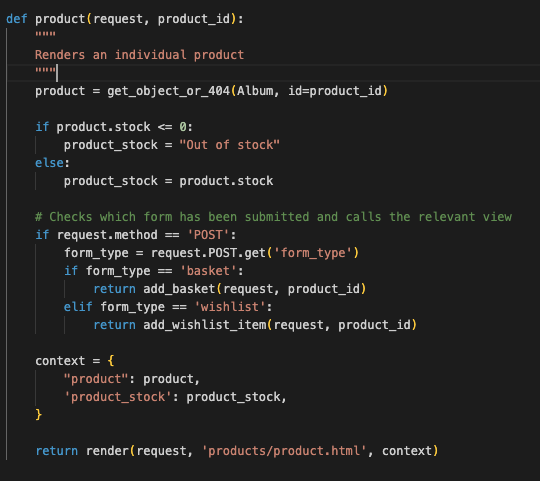 def product(request, product_id):
    """
    Renders an individual product
    """
    product = get_object_or_404(Album, id=product_id)

    if product.stock <= 0:
        product_stock = "Out of stock"
    else:
        product_stock = product.stock

    # Checks which form has been submitted and calls the relevant view
    if request.method == 'POST':
        form_type = request.POST.get('form_type')
        if form_type == 'basket':
            return add_basket(request, product_id)
        elif form_type == 'wishlist':
            return add_wishlist_item(request, product_id)

    context = {
        "product": product,
        'product_stock': product_stock,
    }

    return render(request, 'products/product.html', context)